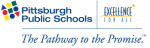 Pittsburgh
Public Schools
EXCELLENCE
FOR ALL
The Pathway to the Promise.™